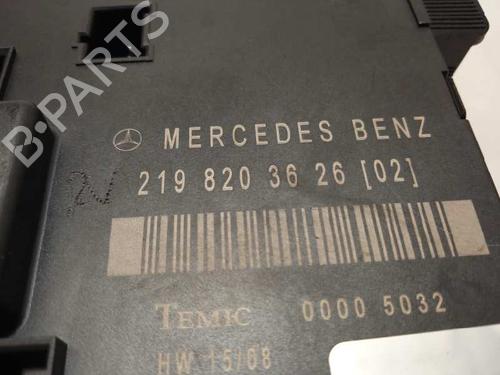 B-PARTS
MERCEDES BENZ
219 820 36 26 [02]
TEMIC 0000 5032
HW 15/08